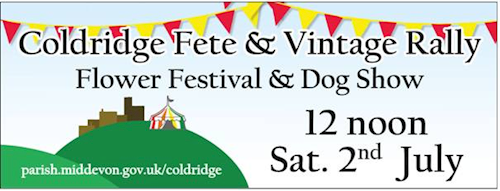 Coldridge Fete & Vintage Rally
Flower Festival & Dog Show
12 noon
Sat. 2nd July
parish.middevon.gov.uk/coldridge